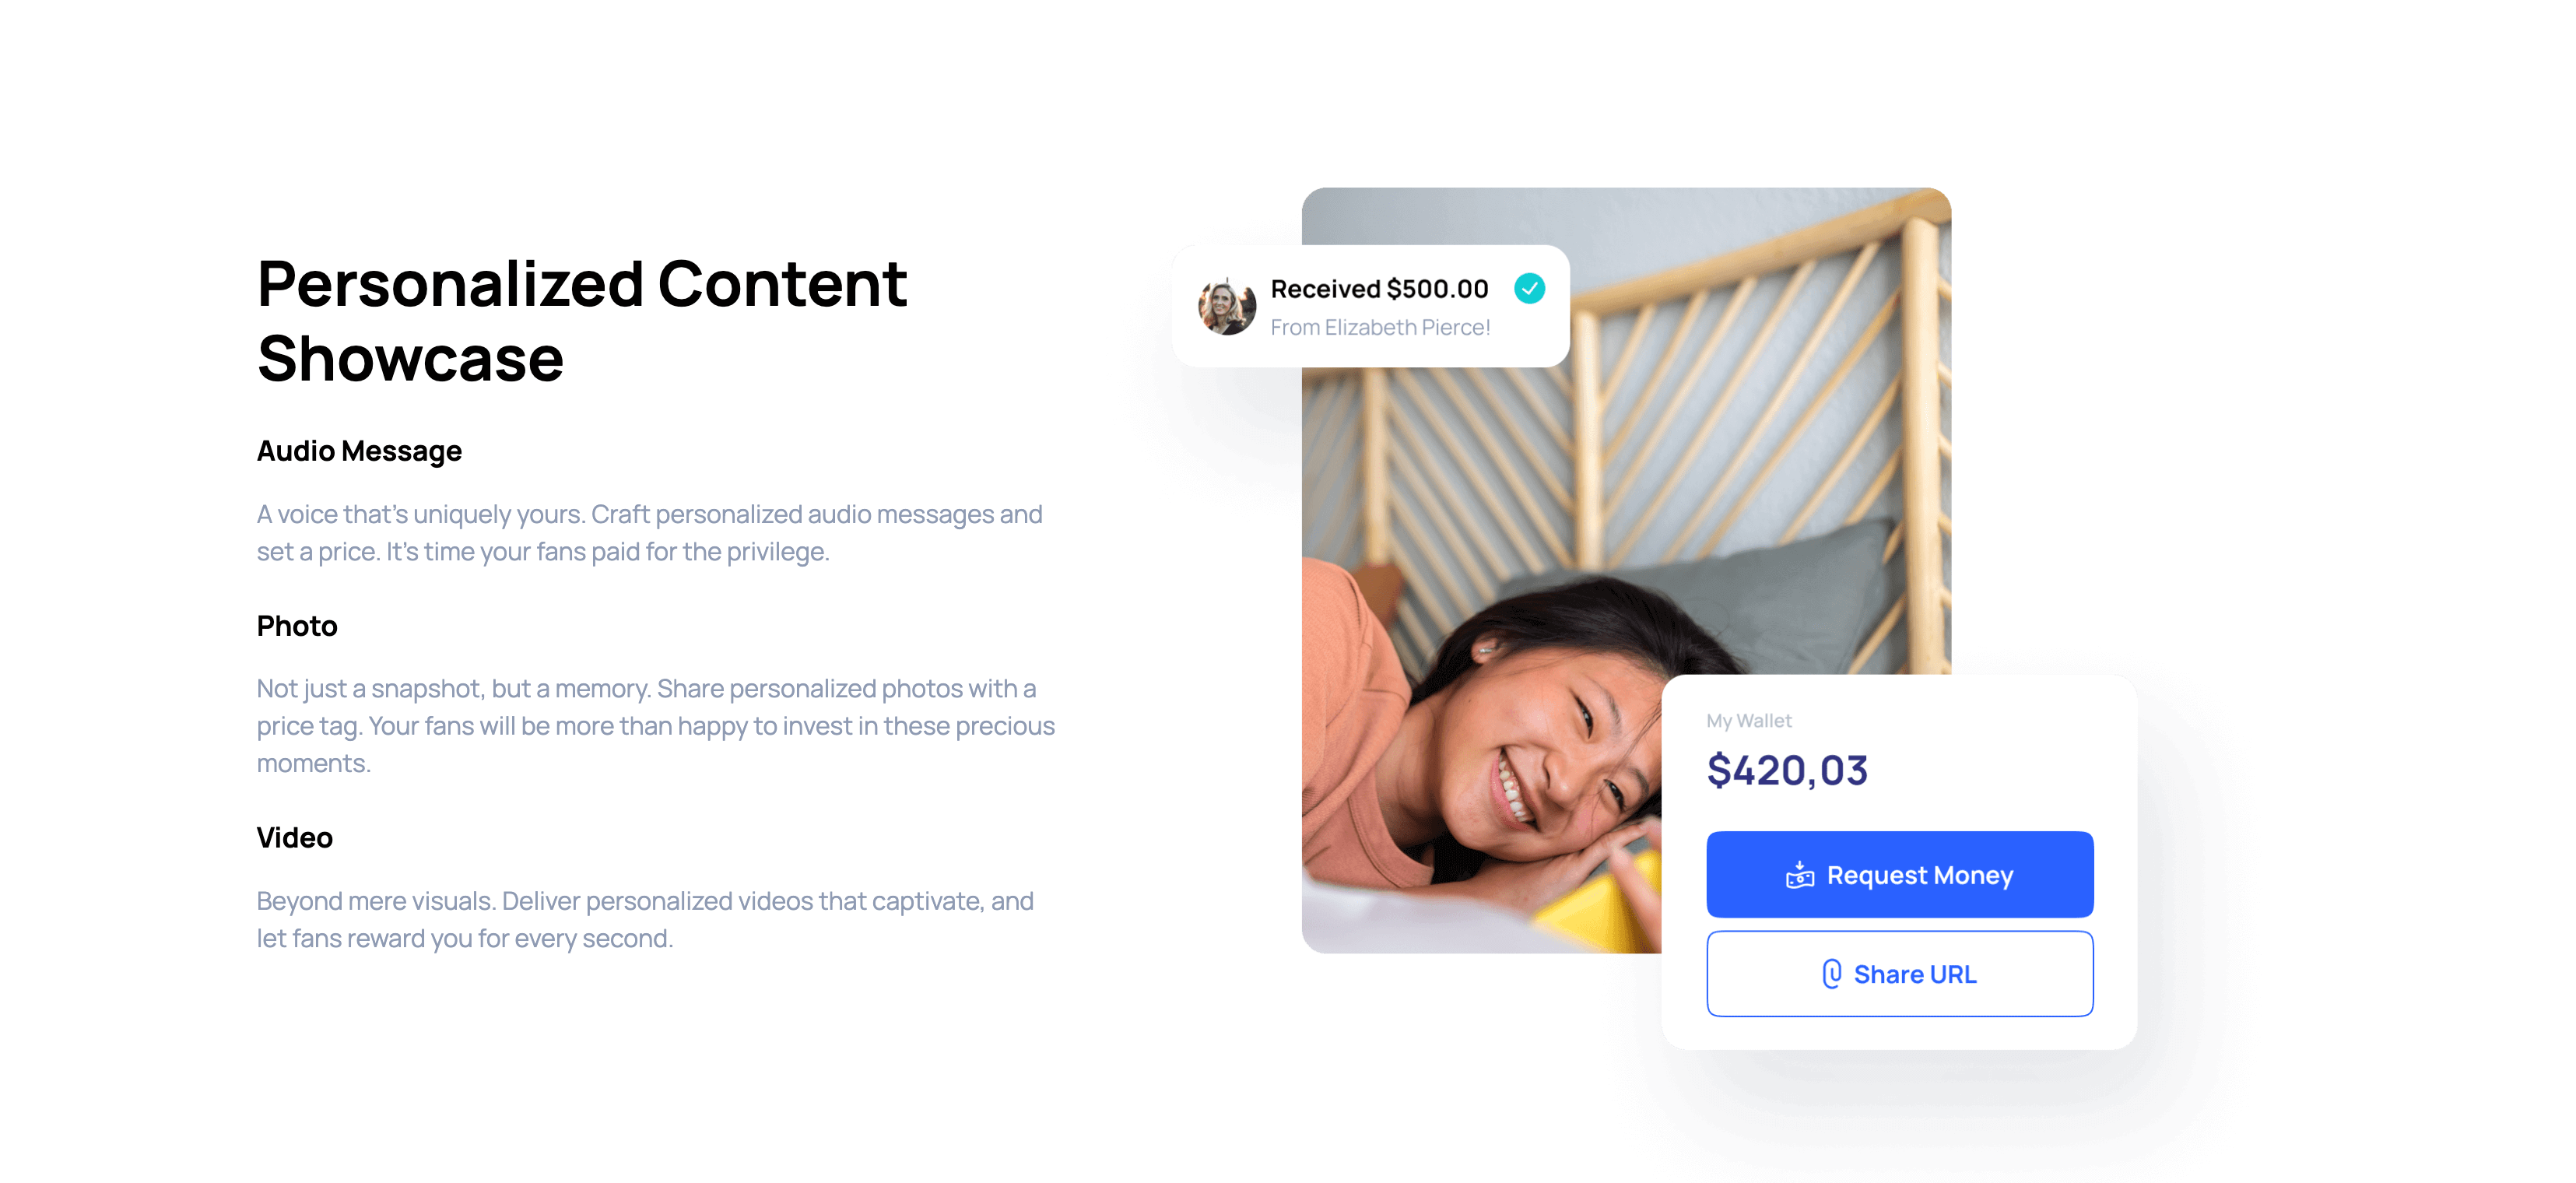 Personalized Content
Showcase
Audio Message
A voice that's uniquely yours. Craft personalized audio messages and
set a price. It's time your fans paid for the privilege.
Photo
Not just a snapshot, but a memory. Share personalized photos with a
price tag. Your fans will be more than happy to invest in these precious
moments.
Video
Beyond mere visuals. Deliver personalized videos that captivate, and
let fans reward you for every second.
Received $500.00
From Elizabeth Pierce!
My Wallet
$420,03
Request Money
Share URL